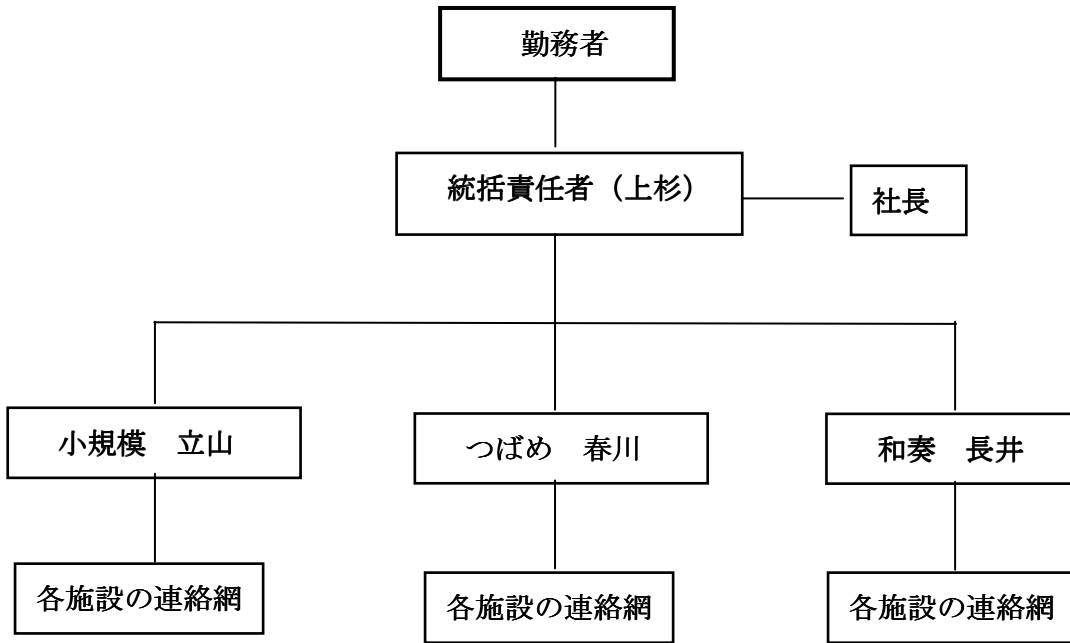 勤務者
統括責任者（上杉）
社長
小規模　立山
つばめ　春川
和奏　長井
各施設の連絡網
各施設の連絡網
各施設の連絡網